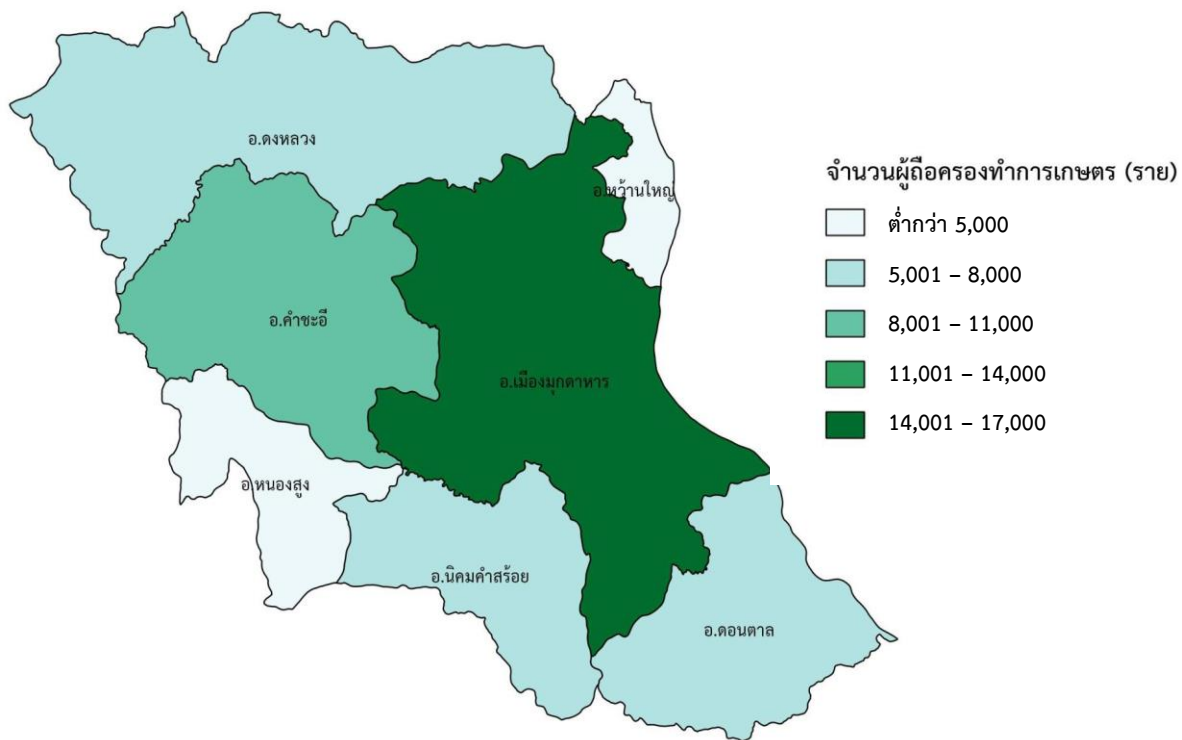 อ.ดงหลวง
อ.หว้านใหญ่
อ.คำชะอี
อ.เมืองมุกดาหาร
อ.หนองสูง
อ.นิคมคำสร้อย
อ.ดอนตาล
จำนวนผู้ถือครองทำการเกษตร (ราย)
ต่ำกว่า 5,000
5,001 – 8,000
8,001 – 11,000
11,001 – 14,000
14,001 – 17,000